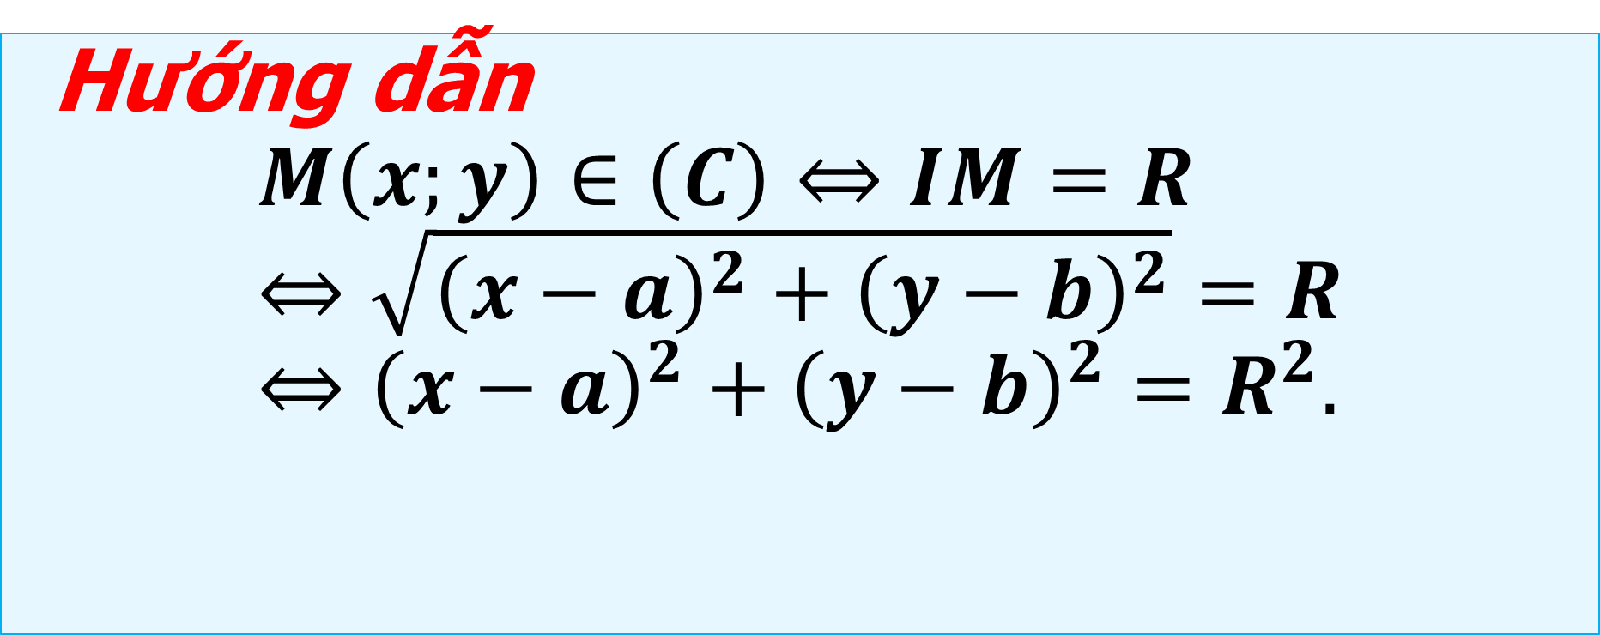 Hướng dẫn
M(x; y) ∈ (C) ⇔ IM = R
⇔ √((x − a)² + (y − b)²) = R
⇔ (x − a)² + (y − b)² = R².